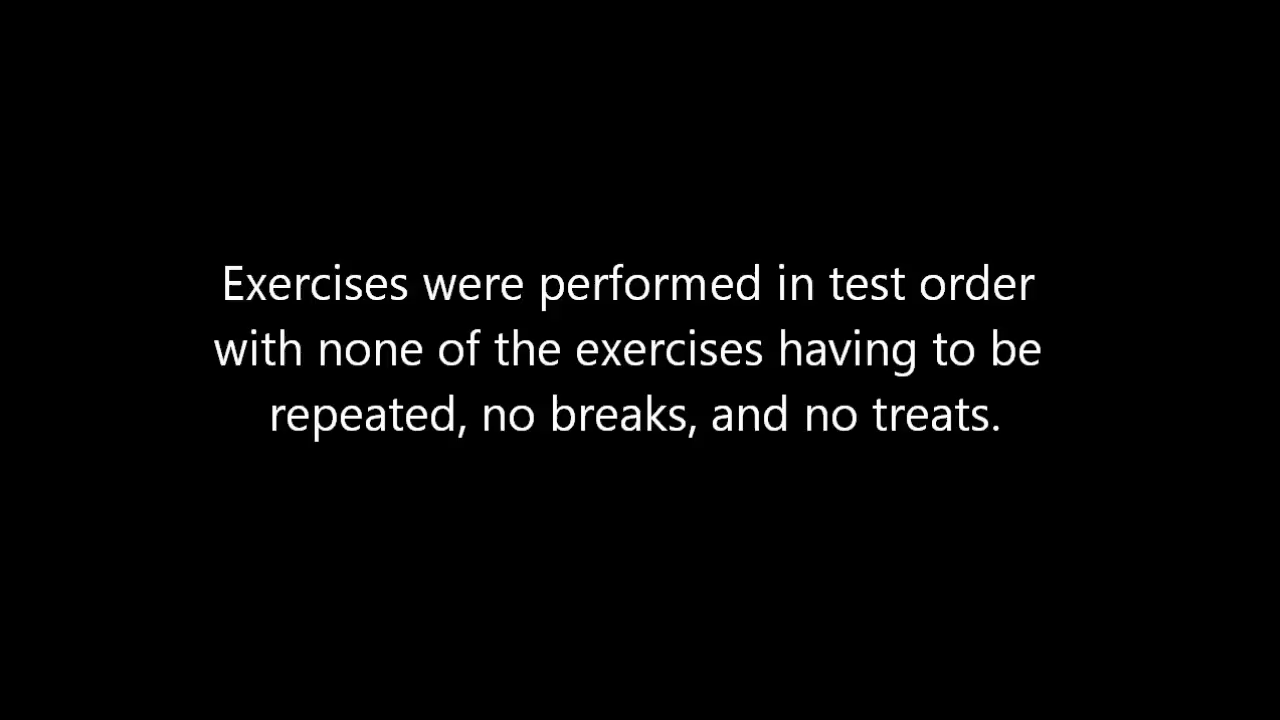 Exercises were performed in test order
with none of the exercises having to be
repeated, no breaks, and no treats.